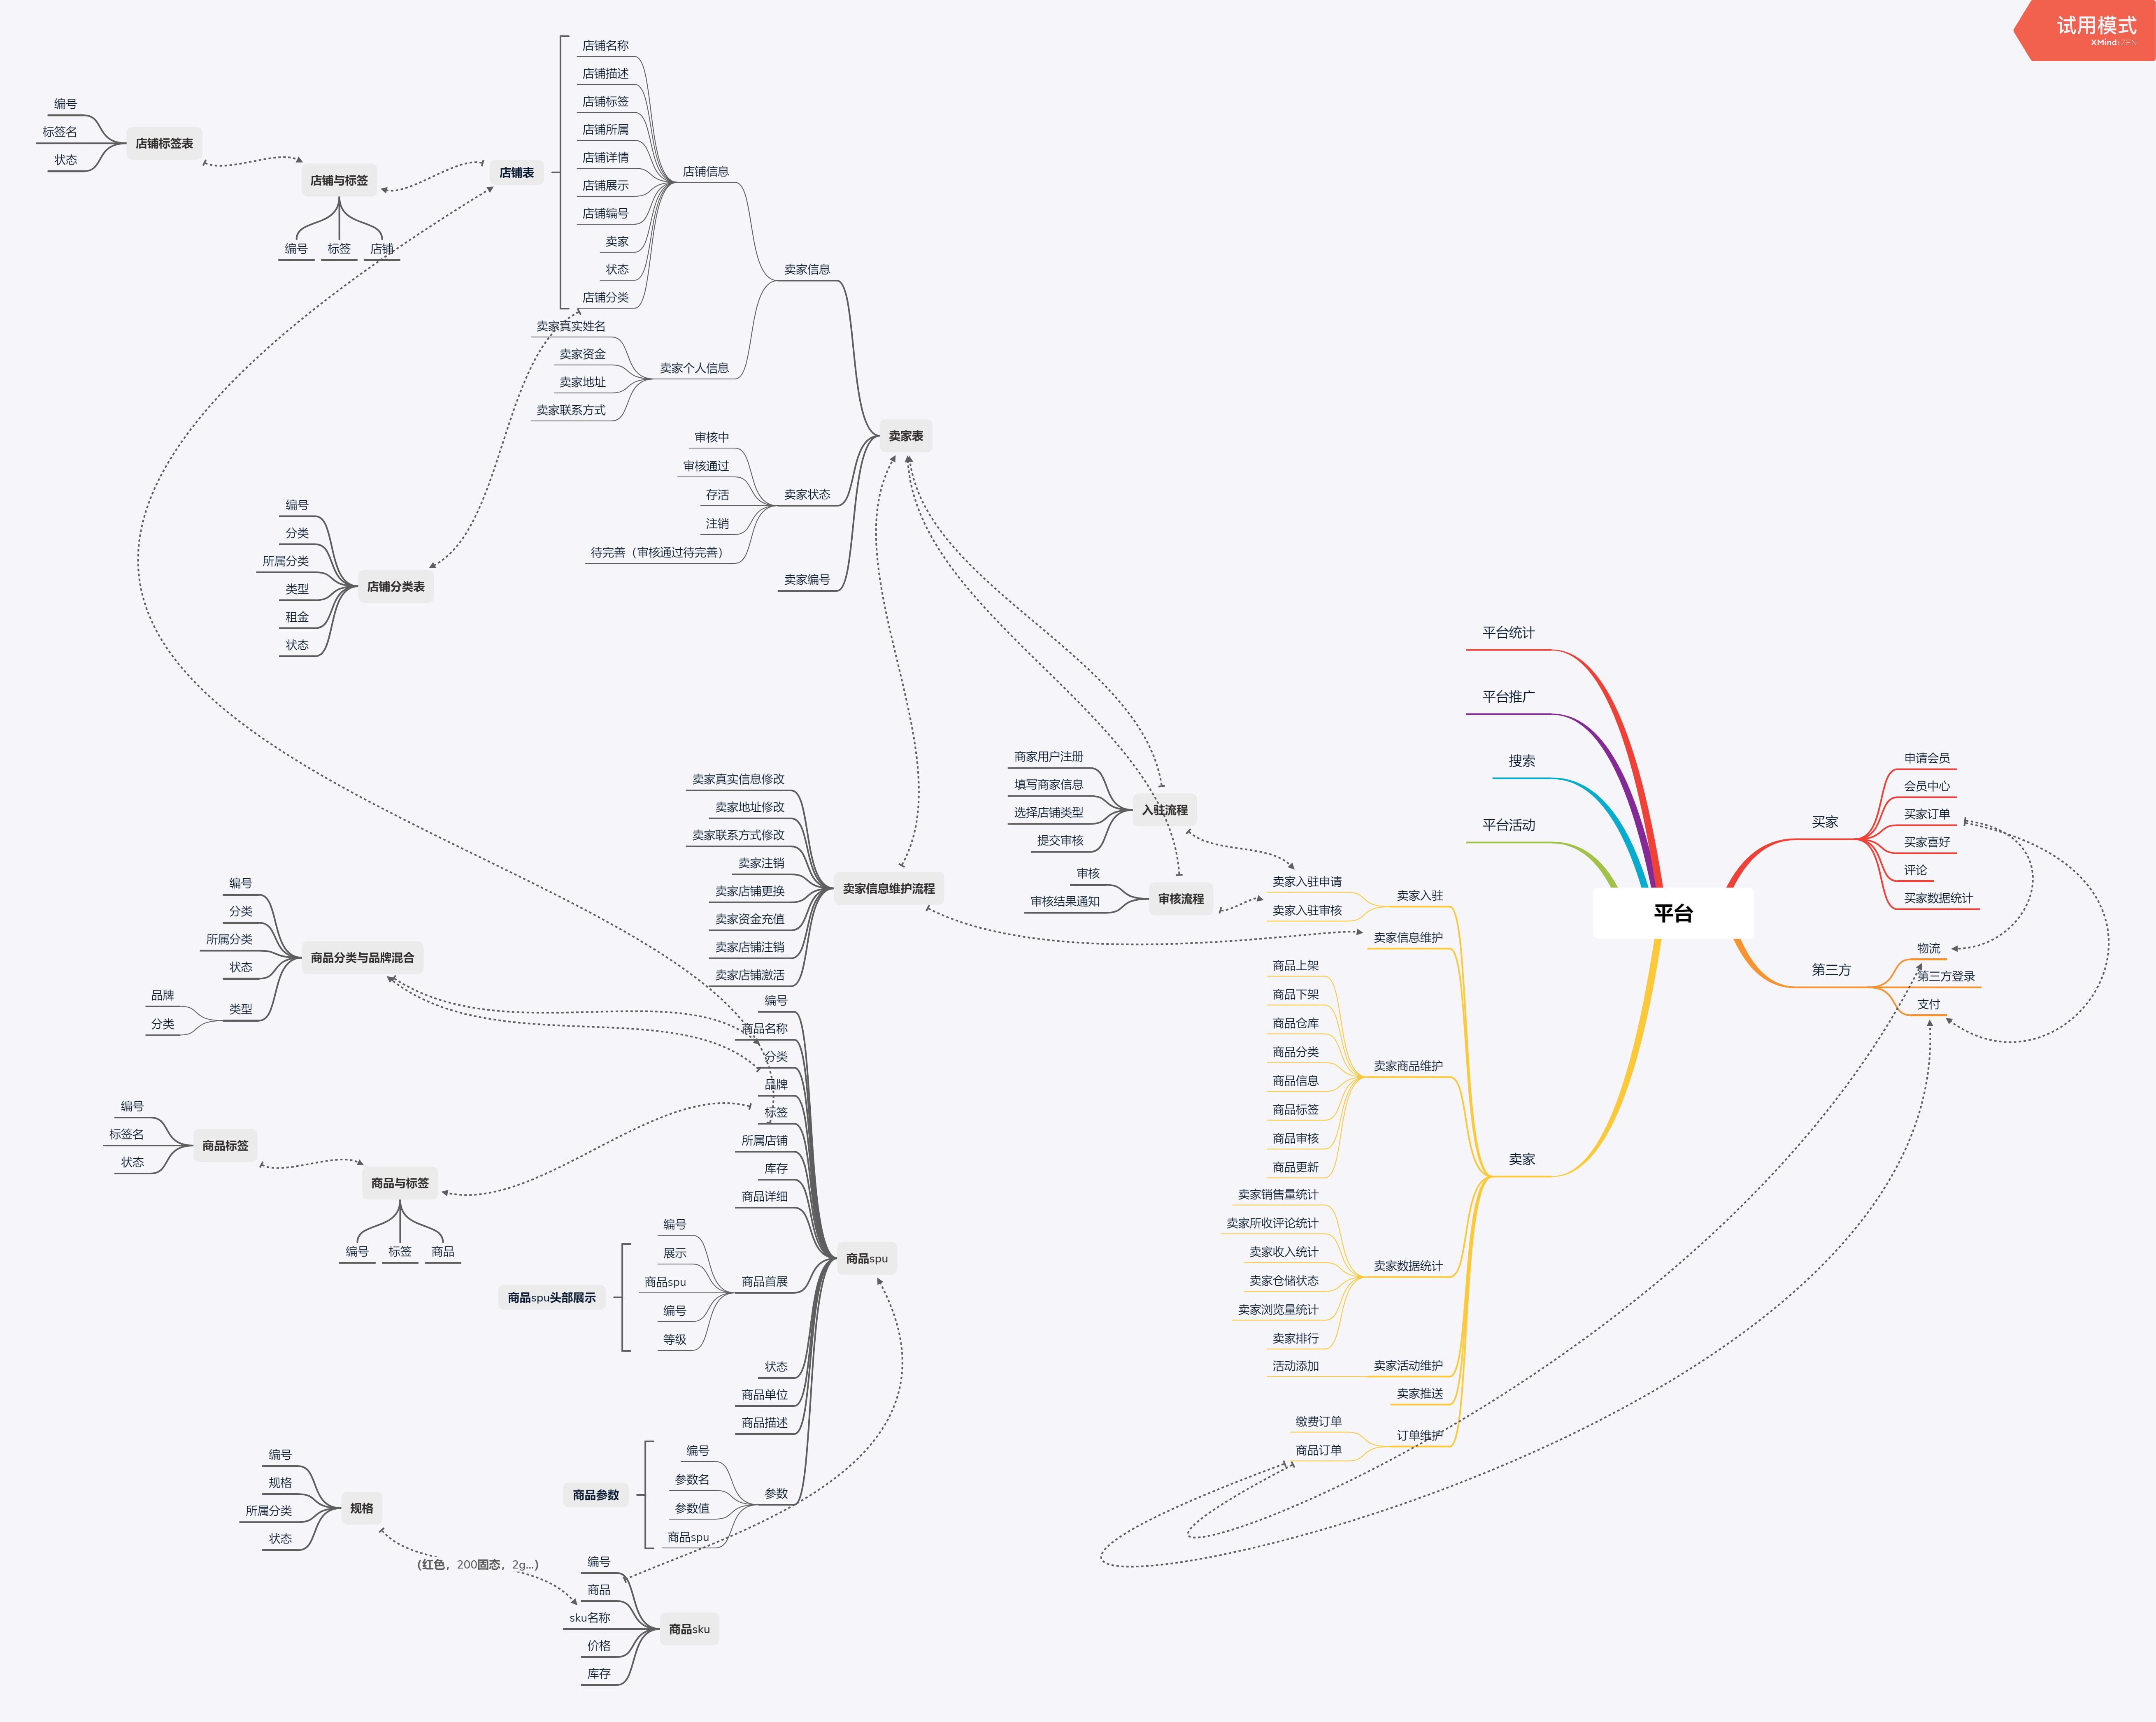 试用模式
XMind:ZEN
店铺标签表
编号
标签名
状态
店铺与标签
编号
标签
店铺
店铺表
店铺名称
店铺描述
店铺标签
店铺所属
店铺详情
店铺展示
店铺编号
卖家
状态
店铺分类
店铺信息
卖家真实姓名
卖家资金
卖家地址
卖家联系方式
卖家个人信息
卖家信息
审核中
审核通过
存活
注销
待完善（审核通过待完善）
卖家状态
卖家编号
卖家表
编号
分类
所属分类
类型
租金
状态
店铺分类表
卖家真实信息修改
卖家地址修改
卖家联系方式修改
卖家注销
卖家店铺更换
卖家资金充值
卖家店铺注销
卖家店铺激活
卖家信息维护流程
商家用户注册
填写商家信息
选择店铺类型
提交审核
入驻流程
审核
审核结果通知
审核流程
编号
分类
所属分类
状态
品牌
分类
类型
商品分类与品牌混合
编号
标签名
状态
商品标签
商品与标签
编号
标签
商品
编号
商品名称
分类
品牌
标签
所属店铺
库存
商品详细
编号
展示
商品spu
编号
等级
商品首展
商品spu头部展示
状态
商品单位
商品描述
编号
参数名
参数值
商品spu
参数
商品参数
商品spu
编号
规格
所属分类
状态
规格
(红色，200固态，2g...)
编号
商品
sku名称
价格
库存
商品sku
平台
平台统计
平台推广
搜索
平台活动
买家
申请会员
会员中心
买家订单
买家喜好
评论
买家数据统计
第三方
物流
第三方登录
支付
卖家
卖家入驻
卖家入驻申请
卖家入驻审核
卖家信息维护
卖家商品维护
商品上架
商品下架
商品仓库
商品分类
商品信息
商品标签
商品审核
商品更新
卖家数据统计
卖家销售量统计
卖家所收评论统计
卖家收入统计
卖家仓储状态
卖家浏览量统计
卖家排行
卖家活动维护
活动添加
卖家推送
订单维护
缴费订单
商品订单